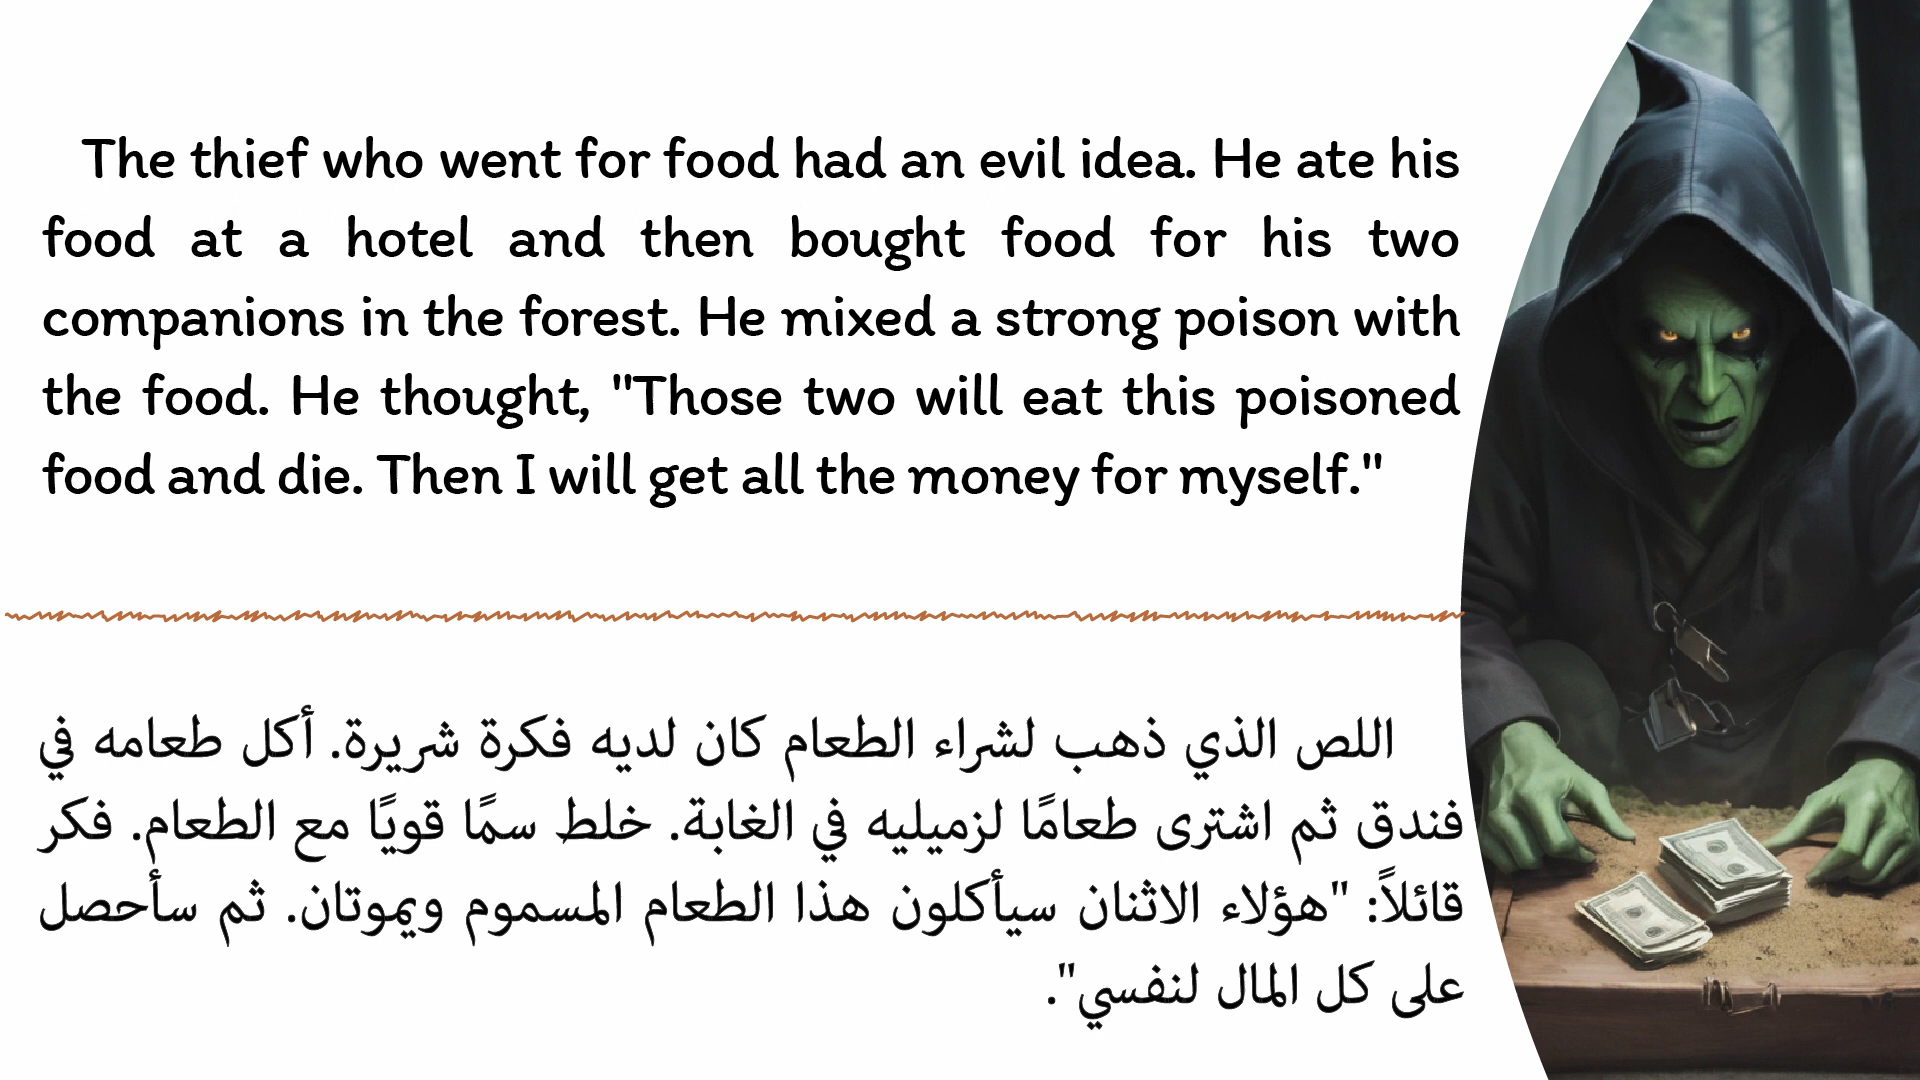 The thief who went for food had an evil idea. He ate his
food at a hotel and then bought food for his two
companions in the forest. He mixed a strong poison with
the food. He thought, "Those two will eat this poisoned
food and die. Then I will get all the money for myself."
اللص الذي ذهب لشراء الطعام كان لديه فكرة شريرة. أكل طعامه في
فندق ثم اشترى طعامًا لزميليه في الغابة. خلط سمًا قويًا مع الطعام. فكر
قائلاً: "هؤلاء الاثنان سيأكلون هذا الطعام المسموم ويموتان. ثم سأحصل
على كل المال لنفسي".